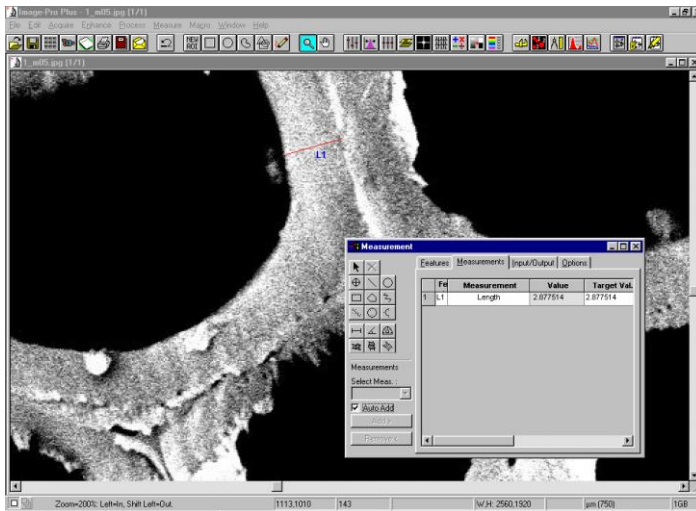 Image-Pro Plus - 1_m05.jpg (1/1)
File Edit Acquire Enhance Process Measure Macro Window Help
NEW ROI
1_m05.jpg (1/1)
L1
Measurement
Features Measurements Input/Output Options
Fe Measurement Value Target Val.
1 L1 Length 2.877514 2.877514
Measurements
Select Meas. :
Auto Add
Add >
Remove <
Zoom=200%: Left=In, Shift Left=Out. 1113,1010 143 W,H: 2560,1920 µm (750) 1GB